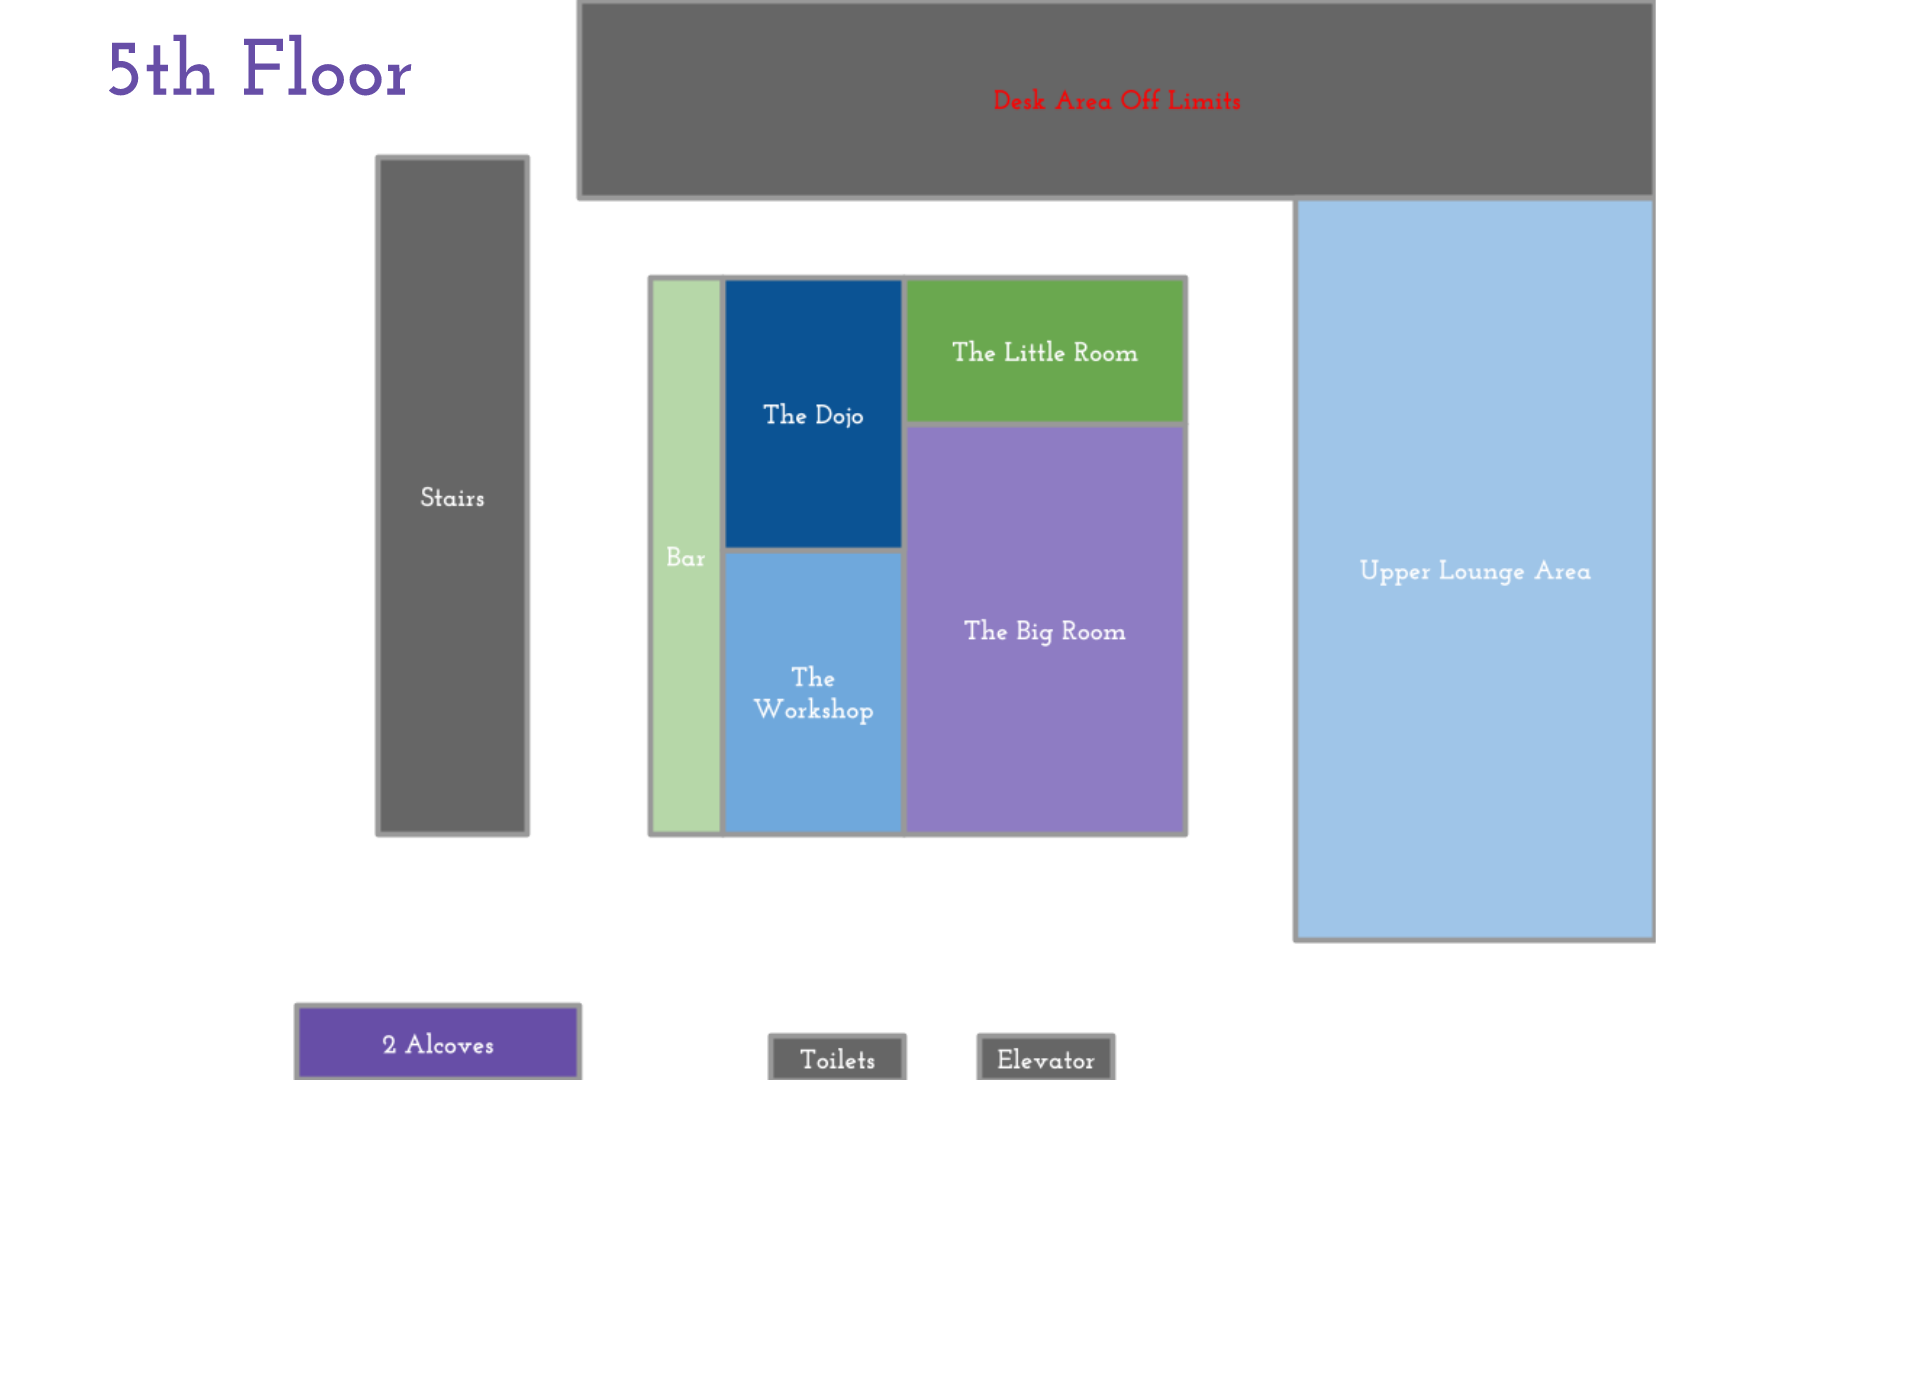 5th Floor
Desk Area Off Limits
Stairs
Bar
The Dojo
The Little Room
The
Workshop
The Big Room
Upper Lounge Area
2 Alcoves
Toilets
Elevator